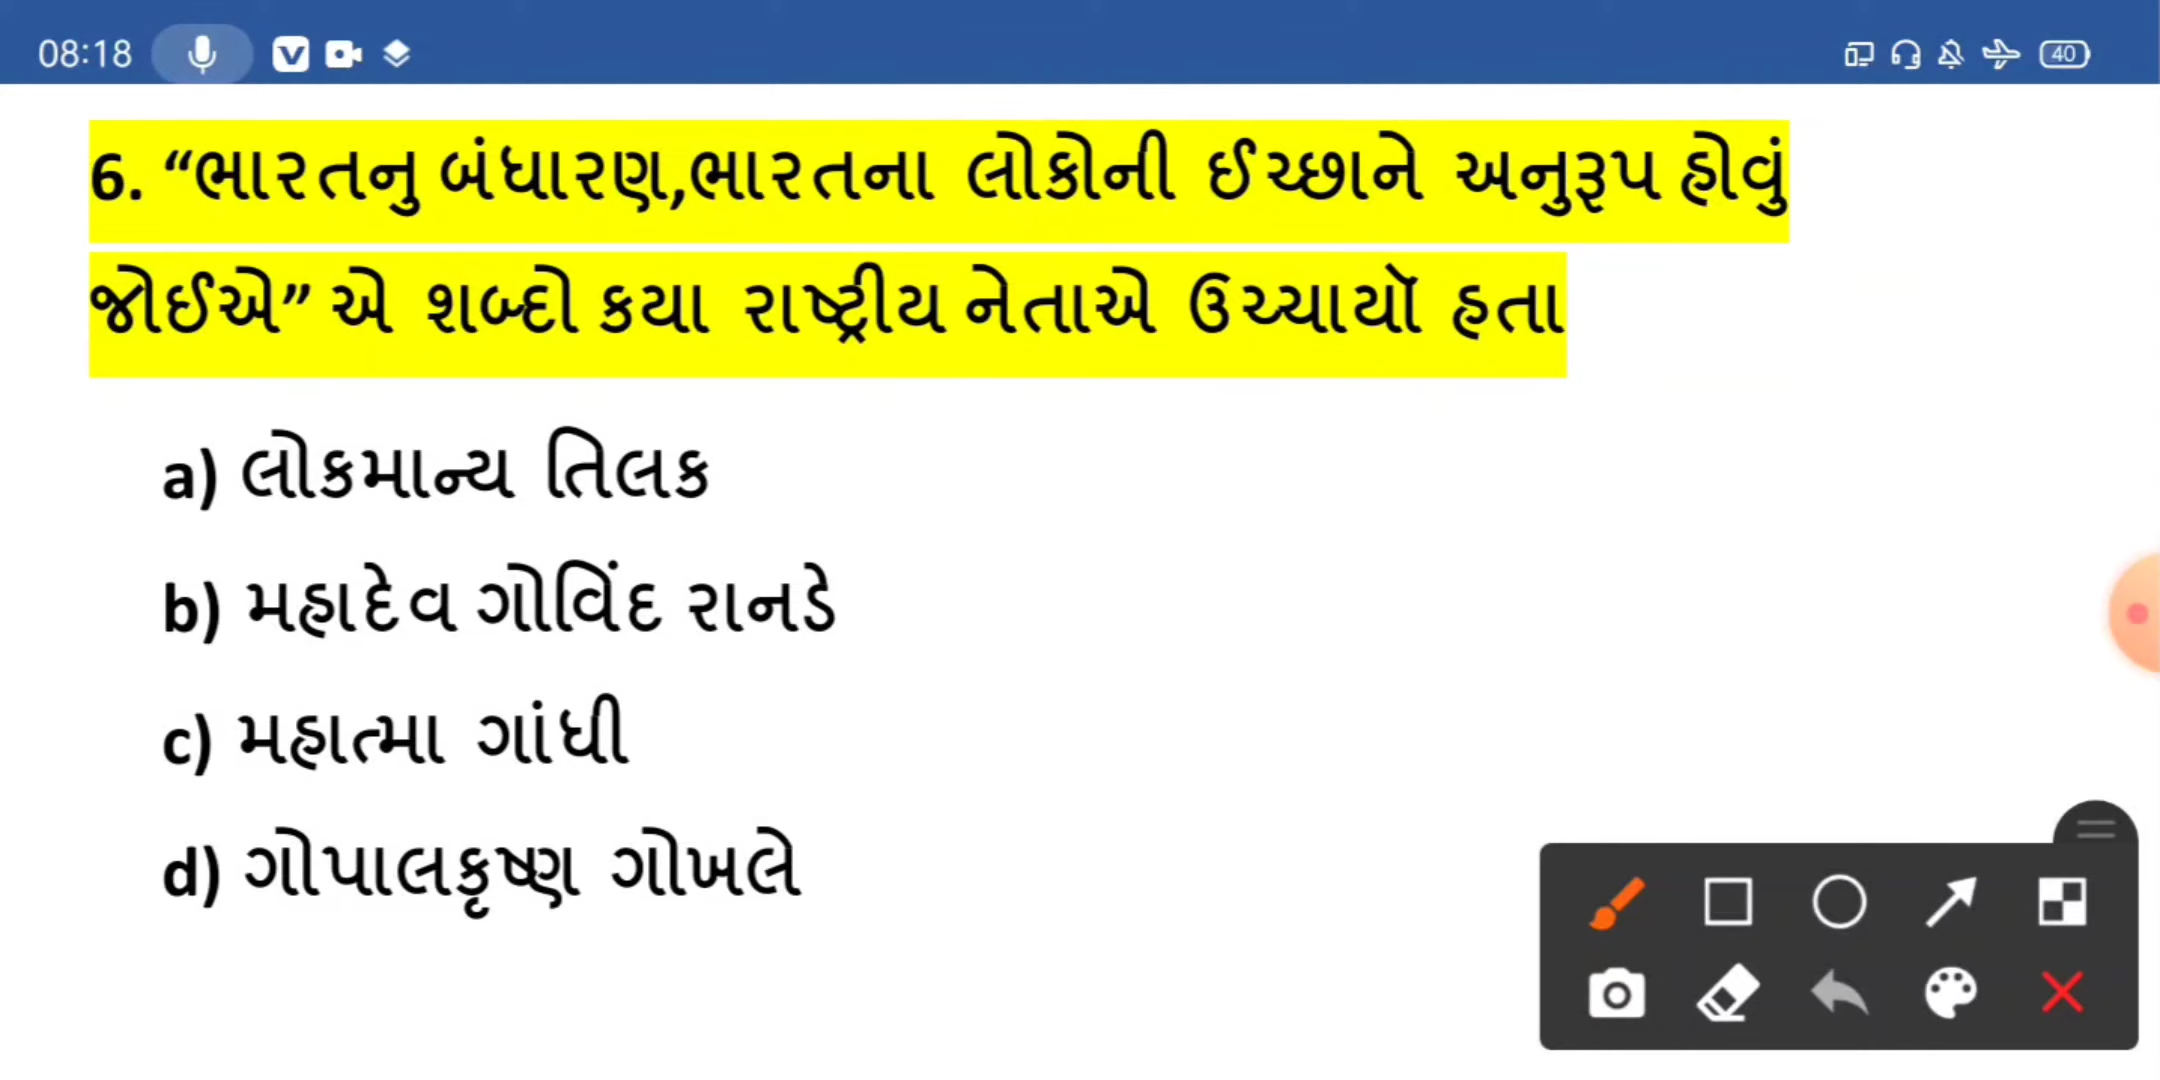 08:18
40
6. “ભારતનુ બંધારણ,ભારતના લોકોની ઈચ્છાને અનુરૂપ હોવું
જોઈએ” એ શબ્દો કયા રાષ્ટ્રીય નેતાએ ઉચ્ચાર્યો હતા
a) લોકમાન્ય તિલક
b) મહાદેવ ગોવિંદ રાનડે
c) મહાત્મા ગાંધી
d) ગોપાલકૃષ્ણ ગોખલે